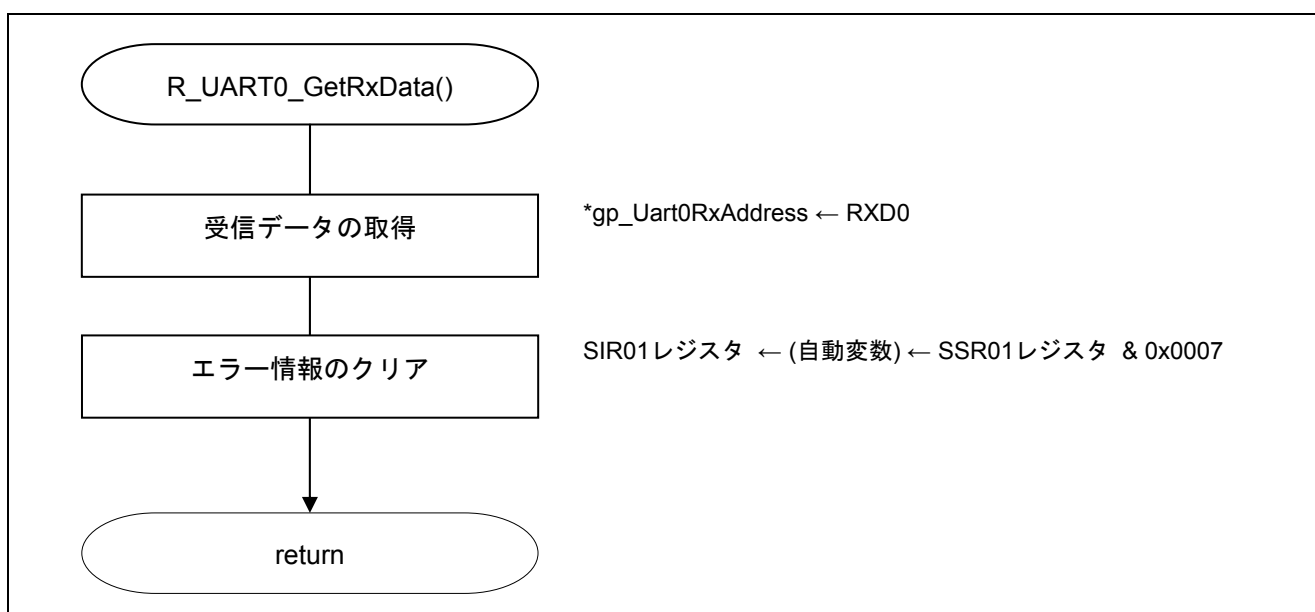 R_UART0_GetRxData()
受信データの取得
*gp_Uart0RxAddress ← RXD0
エラー情報のクリア
SIR01レジスタ ← (自動変数) ← SSR01レジスタ & 0x0007
return